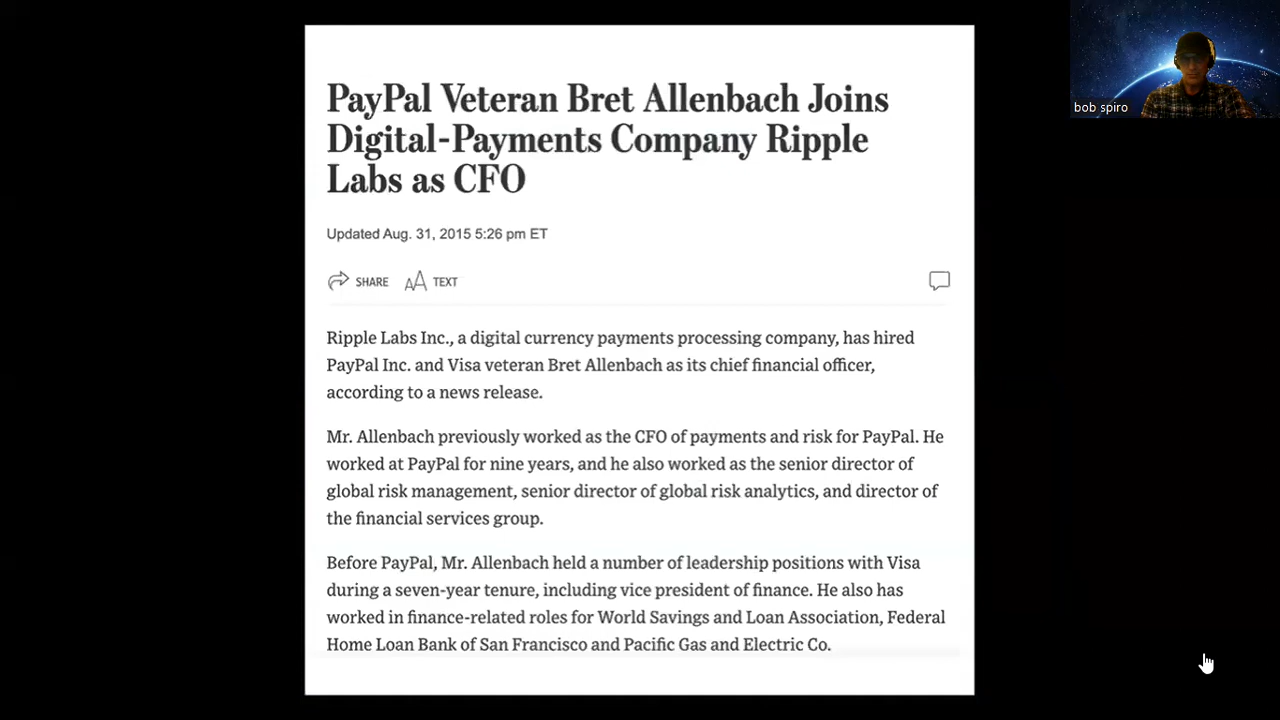 PayPal Veteran Bret Allenbach Joins
Digital-Payments Company Ripple
Labs as CFO
Updated Aug. 31, 2015 5:26 pm ET
SHARE
AA TEXT
Ripple Labs Inc., a digital currency payments processing company, has hired
PayPal Inc. and Visa veteran Bret Allenbach as its chief financial officer,
according to a news release.
Mr. Allenbach previously worked as the CFO of payments and risk for PayPal. He
worked at PayPal for nine years, and he also worked as the senior director of
global risk management, senior director of global risk analytics, and director of
the financial services group.
Before PayPal, Mr. Allenbach held a number of leadership positions with Visa
during a seven-year tenure, including vice president of finance. He also has
worked in finance-related roles for World Savings and Loan Association, Federal
Home Loan Bank of San Francisco and Pacific Gas and Electric Co.
bob spiro